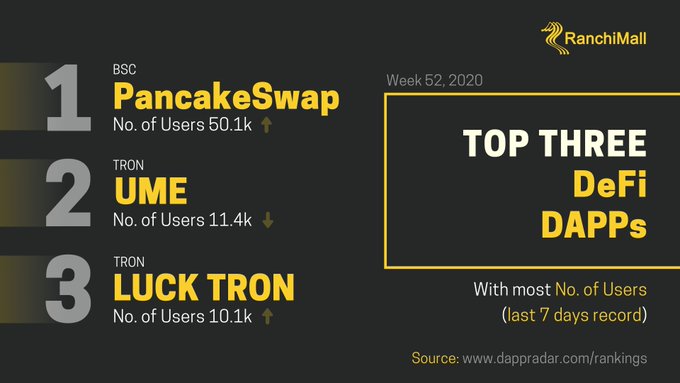 RanchiMall
1
BSC
PancakeSwap
No. of Users 50.1k
2
TRON
UME
No. of Users 11.4k
3
TRON
LUCK TRON
No. of Users 10.1k
Week 52, 2020
TOP THREE
DeFi
DAPPs
With most No. of Users
(last 7 days record)
Source: www.dappradar.com/rankings